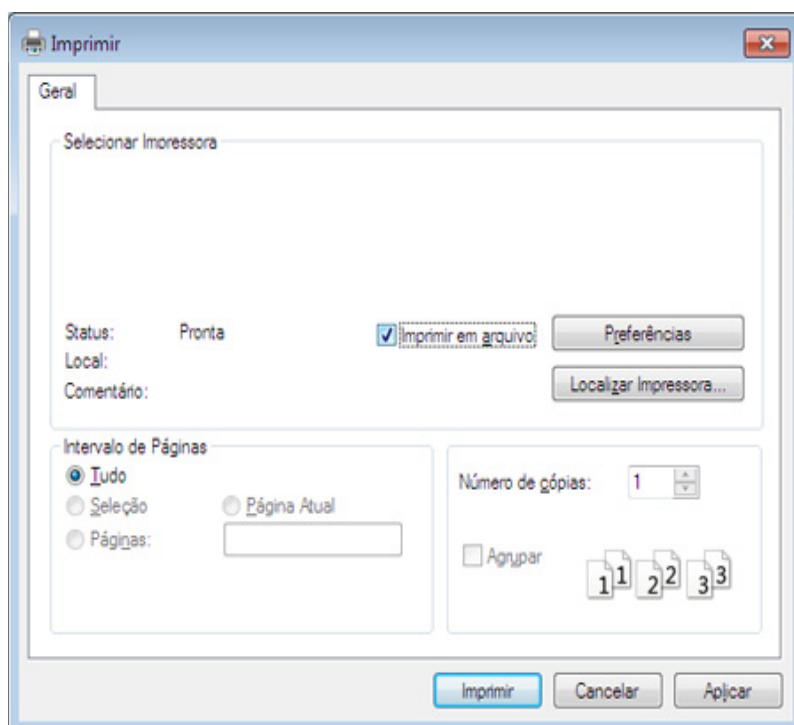 Imprimir
Geral
Selecionar Imoressora
Status: Pronta
Imprimir em arquivo
Preferências
Local:
Comentário:
Localizar Impressora...
Intervalo de Páginas
Tudo
Seleção
Página Atual
Páginas:
Número de cópias: 1
Agrupar
1 1 2 2 3 3
Imprimir
Cancelar
Aplicar